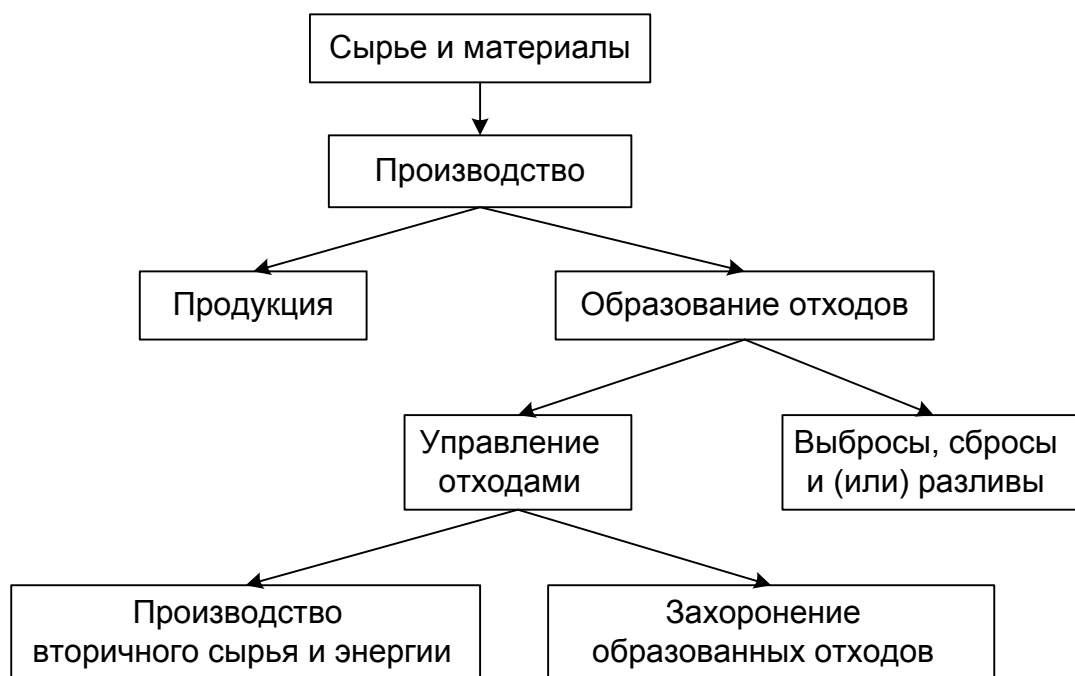 Сырье и материалы
Производство
Продукция
Образование отходов
Управление
отходами
Выбросы, сбросы
и (или) разливы
Производство
вторичного сырья и энергии
Захоронение
образованных отходов